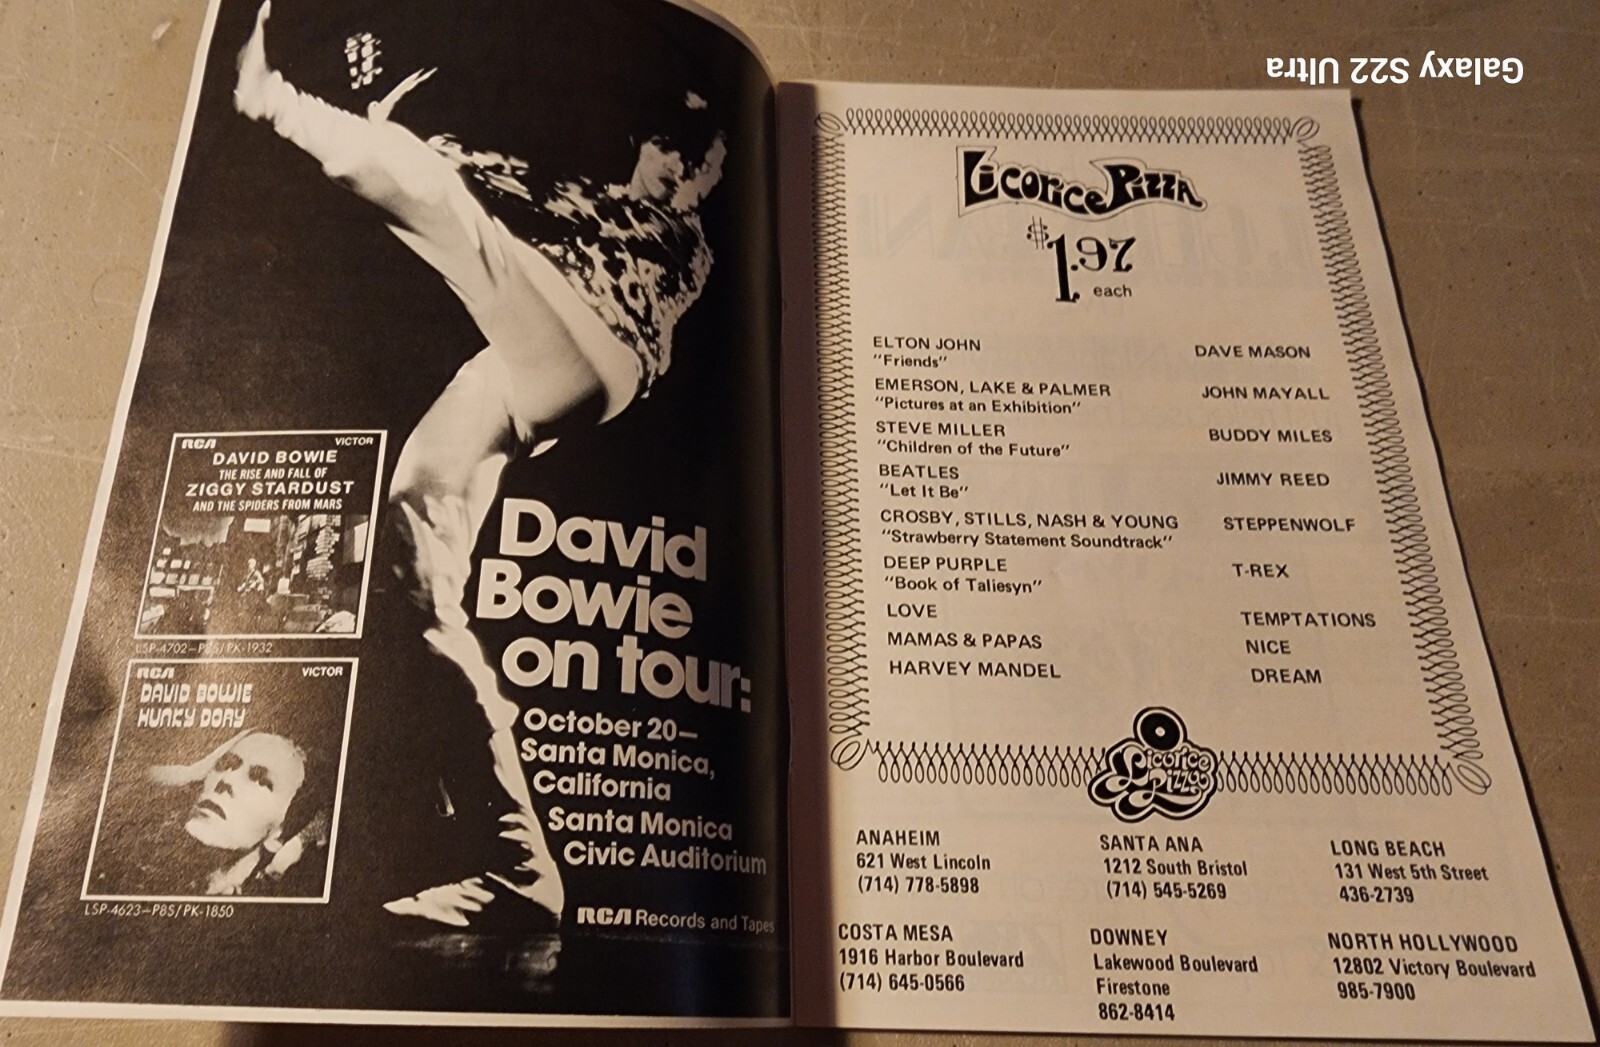 RCA VICTOR
DAVID BOWIE
THE RISE AND FALL OF
ZIGGY STARDUST
AND THE SPIDERS FROM MARS
LSP-4702—P8S/PK-1932
RCA VICTOR
DAVID BOWIE
HUNKY DORY
LSP-4623—P8S/PK-1850
David
Bowie
on tour:
October 20—
Santa Monica,
California
Santa Monica
Civic Auditorium
RCA Records and Tapes
Galaxy S22 Ultra
Licorice Pizza
$1.97
each
ELTON JOHN
"Friends"
EMERSON, LAKE & PALMER
"Pictures at an Exhibition"
STEVE MILLER
"Children of the Future"
BEATLES
"Let It Be"
CROSBY, STILLS, NASH & YOUNG
"Strawberry Statement Soundtrack"
DEEP PURPLE
"Book of Taliesyn"
LOVE
MAMAS & PAPAS
HARVEY MANDEL
DAVE MASON
JOHN MAYALL
BUDDY MILES
JIMMY REED
STEPPENWOLF
T-REX
TEMPTATIONS
NICE
DREAM
Licorice
Pizza
ANAHEIM
621 West Lincoln
(714) 778-5898
SANTA ANA
1212 South Bristol
(714) 545-5269
LONG BEACH
131 West 5th Street
436-2739
COSTA MESA
1916 Harbor Boulevard
(714) 645-0566
DOWNEY
Lakewood Boulevard
Firestone
862-8414
NORTH HOLLYWOOD
12802 Victory Boulevard
985-7900